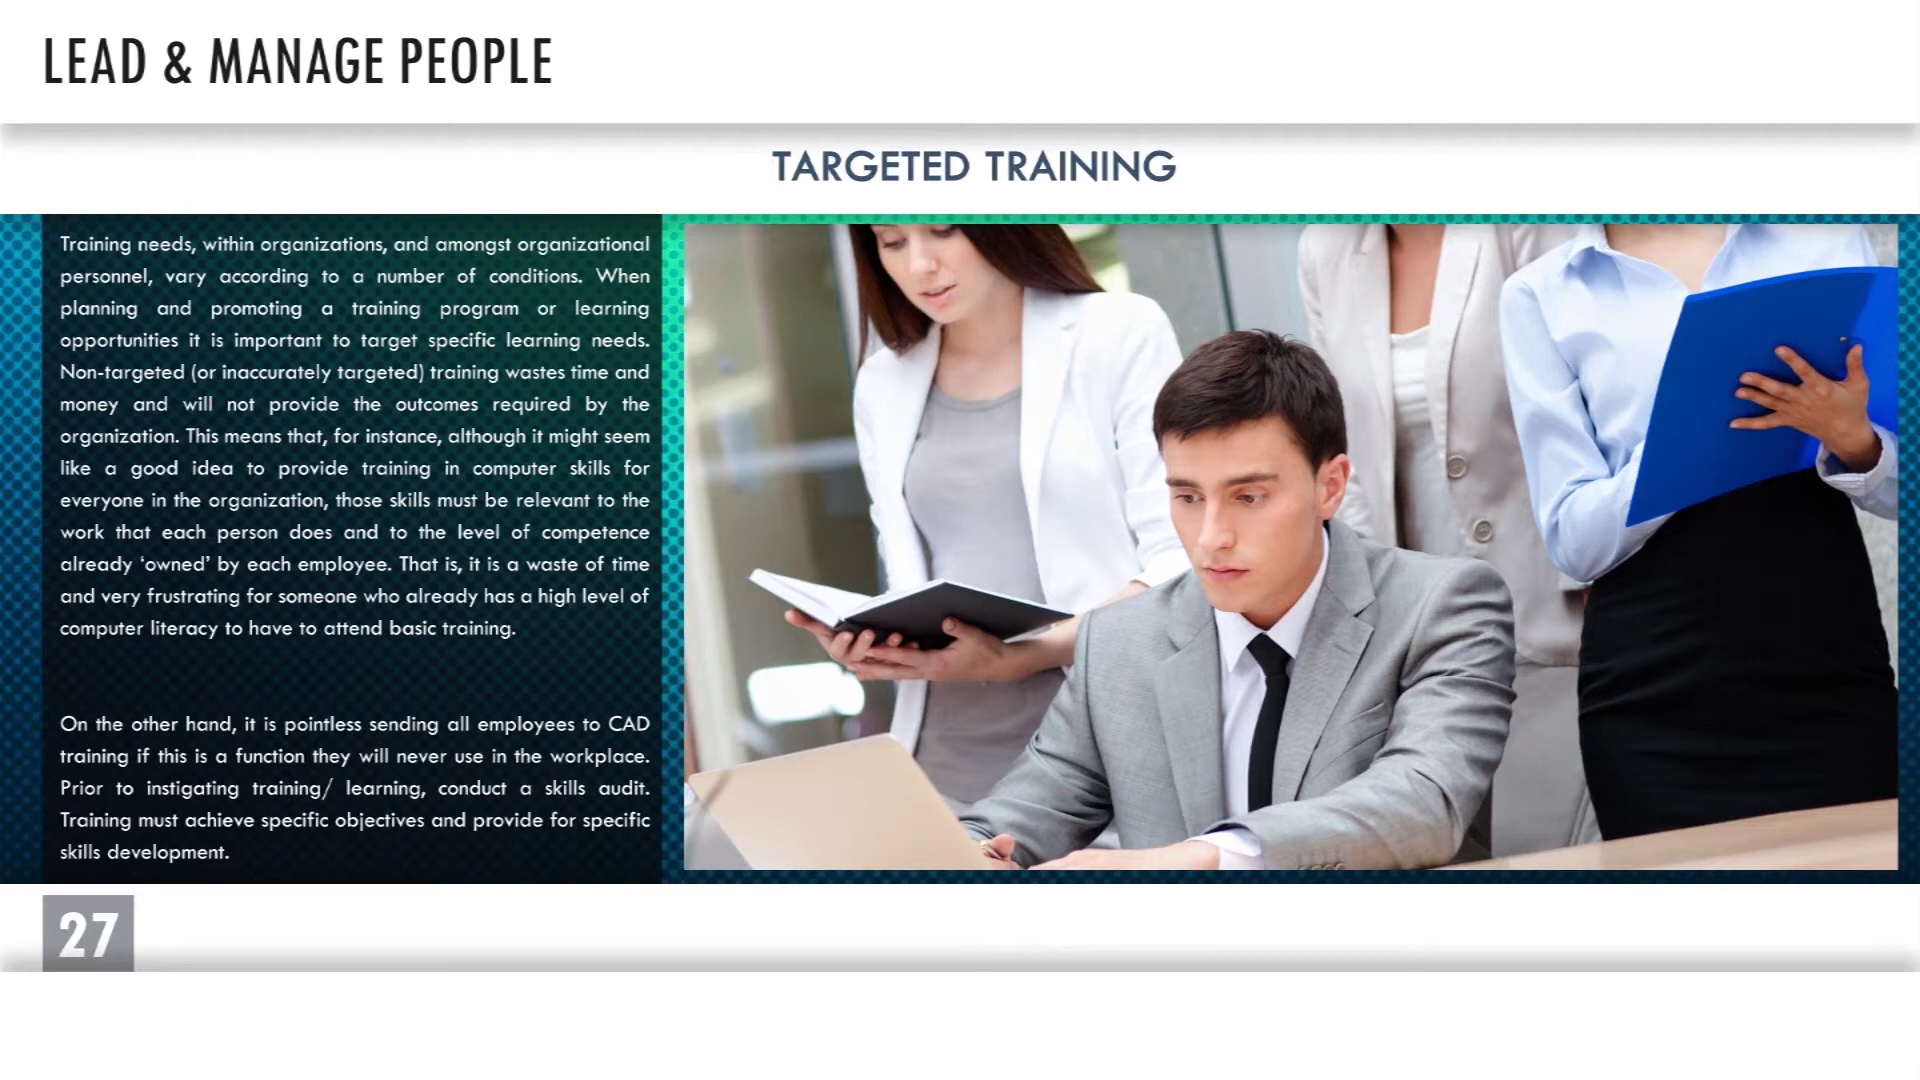 LEAD & MANAGE PEOPLE
TARGETED TRAINING
Training needs, within organizations, and amongst organizational
personnel, vary according to a number of conditions. When
planning and promoting a training program or learning
opportunities it is important to target specific learning needs.
Non-targeted (or inaccurately targeted) training wastes time and
money and will not provide the outcomes required by the
organization. This means that, for instance, although it might seem
like a good idea to provide training in computer skills for
everyone in the organization, those skills must be relevant to the
work that each person does and to the level of competence
already ‘owned’ by each employee. That is, it is a waste of time
and very frustrating for someone who already has a high level of
computer literacy to have to attend basic training.
On the other hand, it is pointless sending all employees to CAD
training if this is a function they will never use in the workplace.
Prior to instigating training/ learning, conduct a skills audit.
Training must achieve specific objectives and provide for specific
skills development.
27